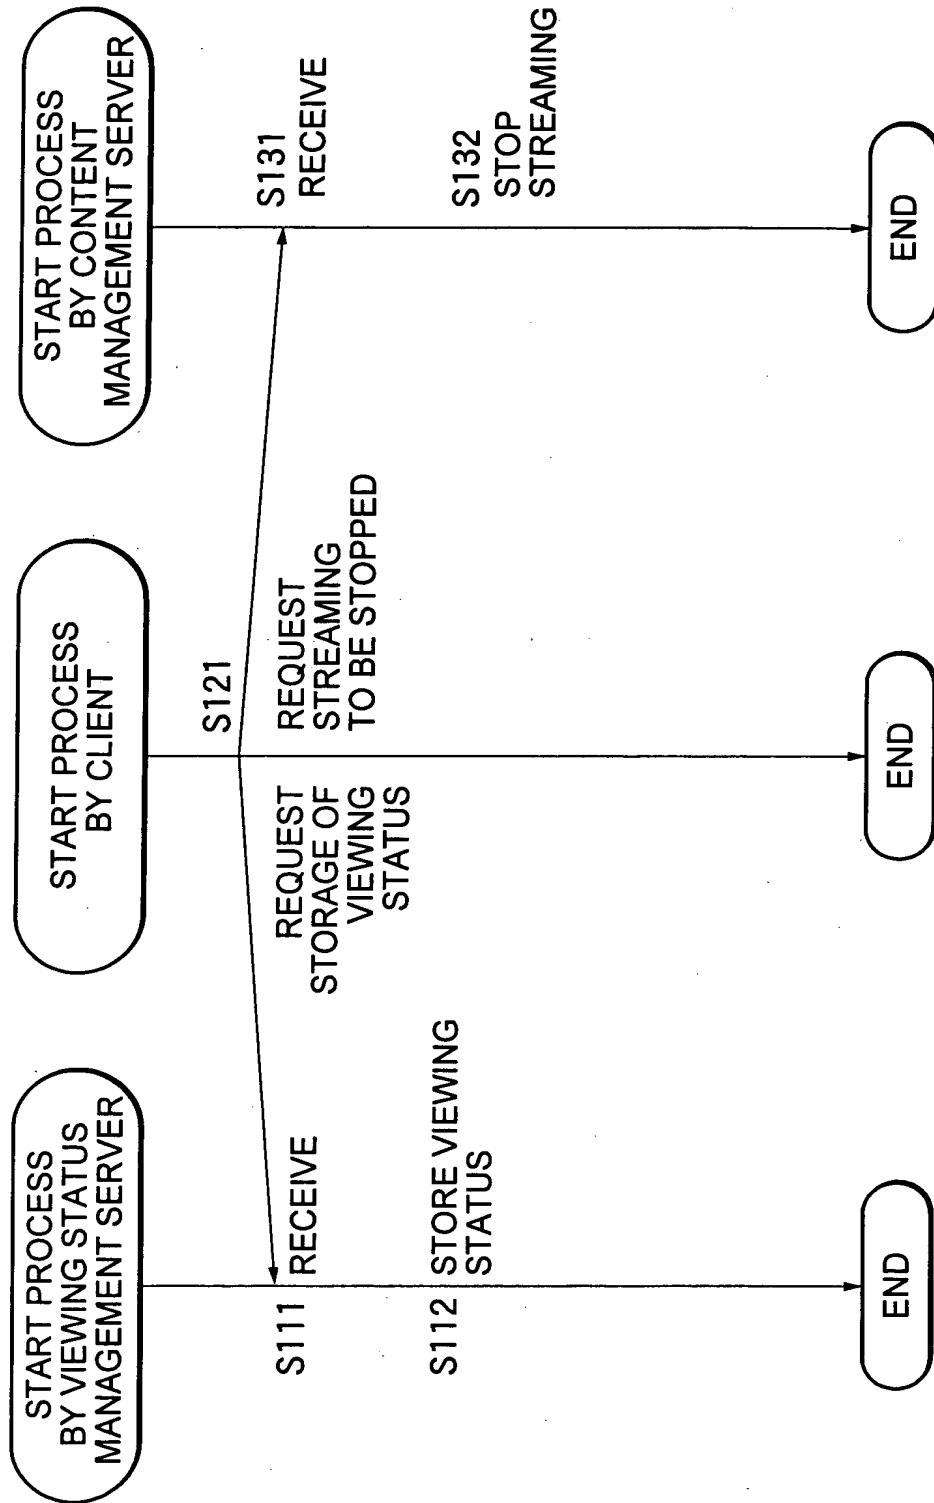 START PROCESS
BY VIEWING STATUS
MANAGEMENT SERVER
S111
RECEIVE
S112
STORE VIEWING
STATUS
END
START PROCESS
BY CLIENT
S121
REQUEST
STORAGE OF
VIEWING
STATUS
REQUEST
STREAMING
TO BE STOPPED
END
START PROCESS
BY CONTENT
MANAGEMENT SERVER
S131
RECEIVE
S132
STOP
STREAMING
END